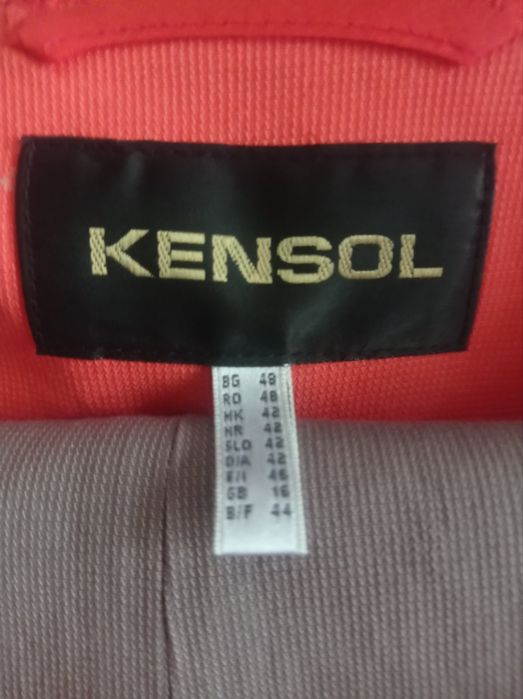 KENSOL
BG 48
RO 48
HK 42
HR 42
SLO 42
D/A 42
E/I 46
GB 16
B/F 44